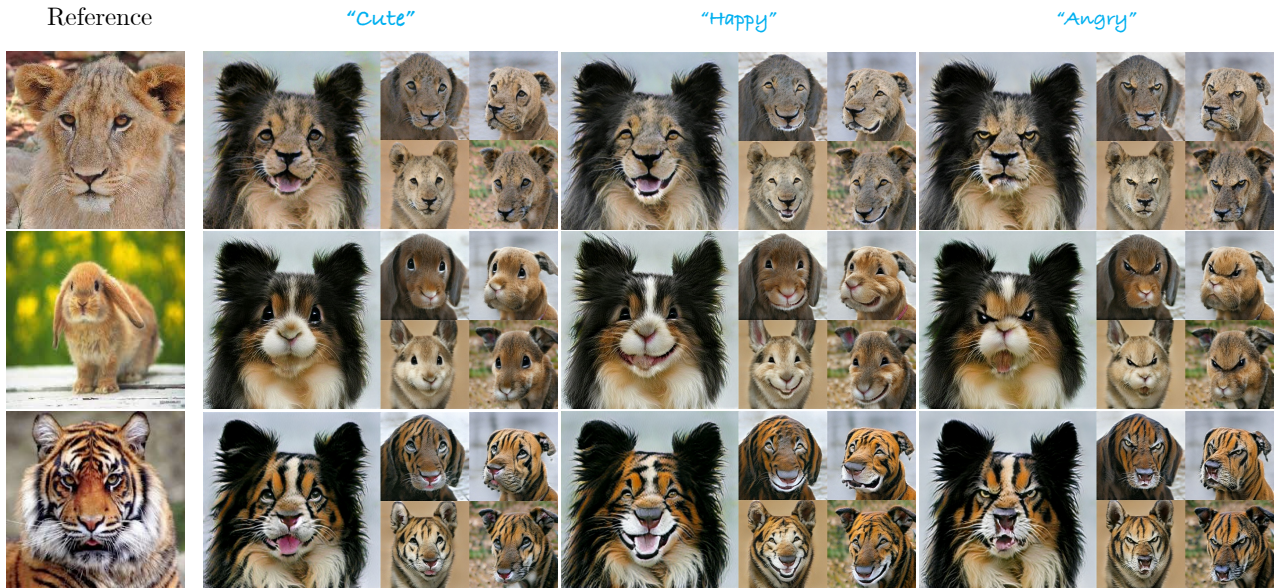 Reference
“Cute”
“Happy”
“Angry”